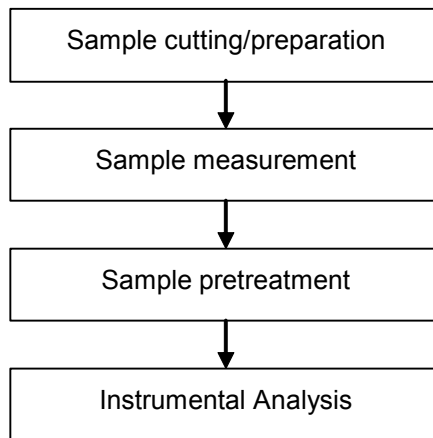 Sample cutting/preparation
Sample measurement
Sample pretreatment
Instrumental Analysis